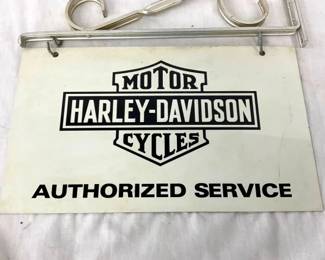 MOTOR
HARLEY-DAVIDSON
CYCLES
AUTHORIZED SERVICE